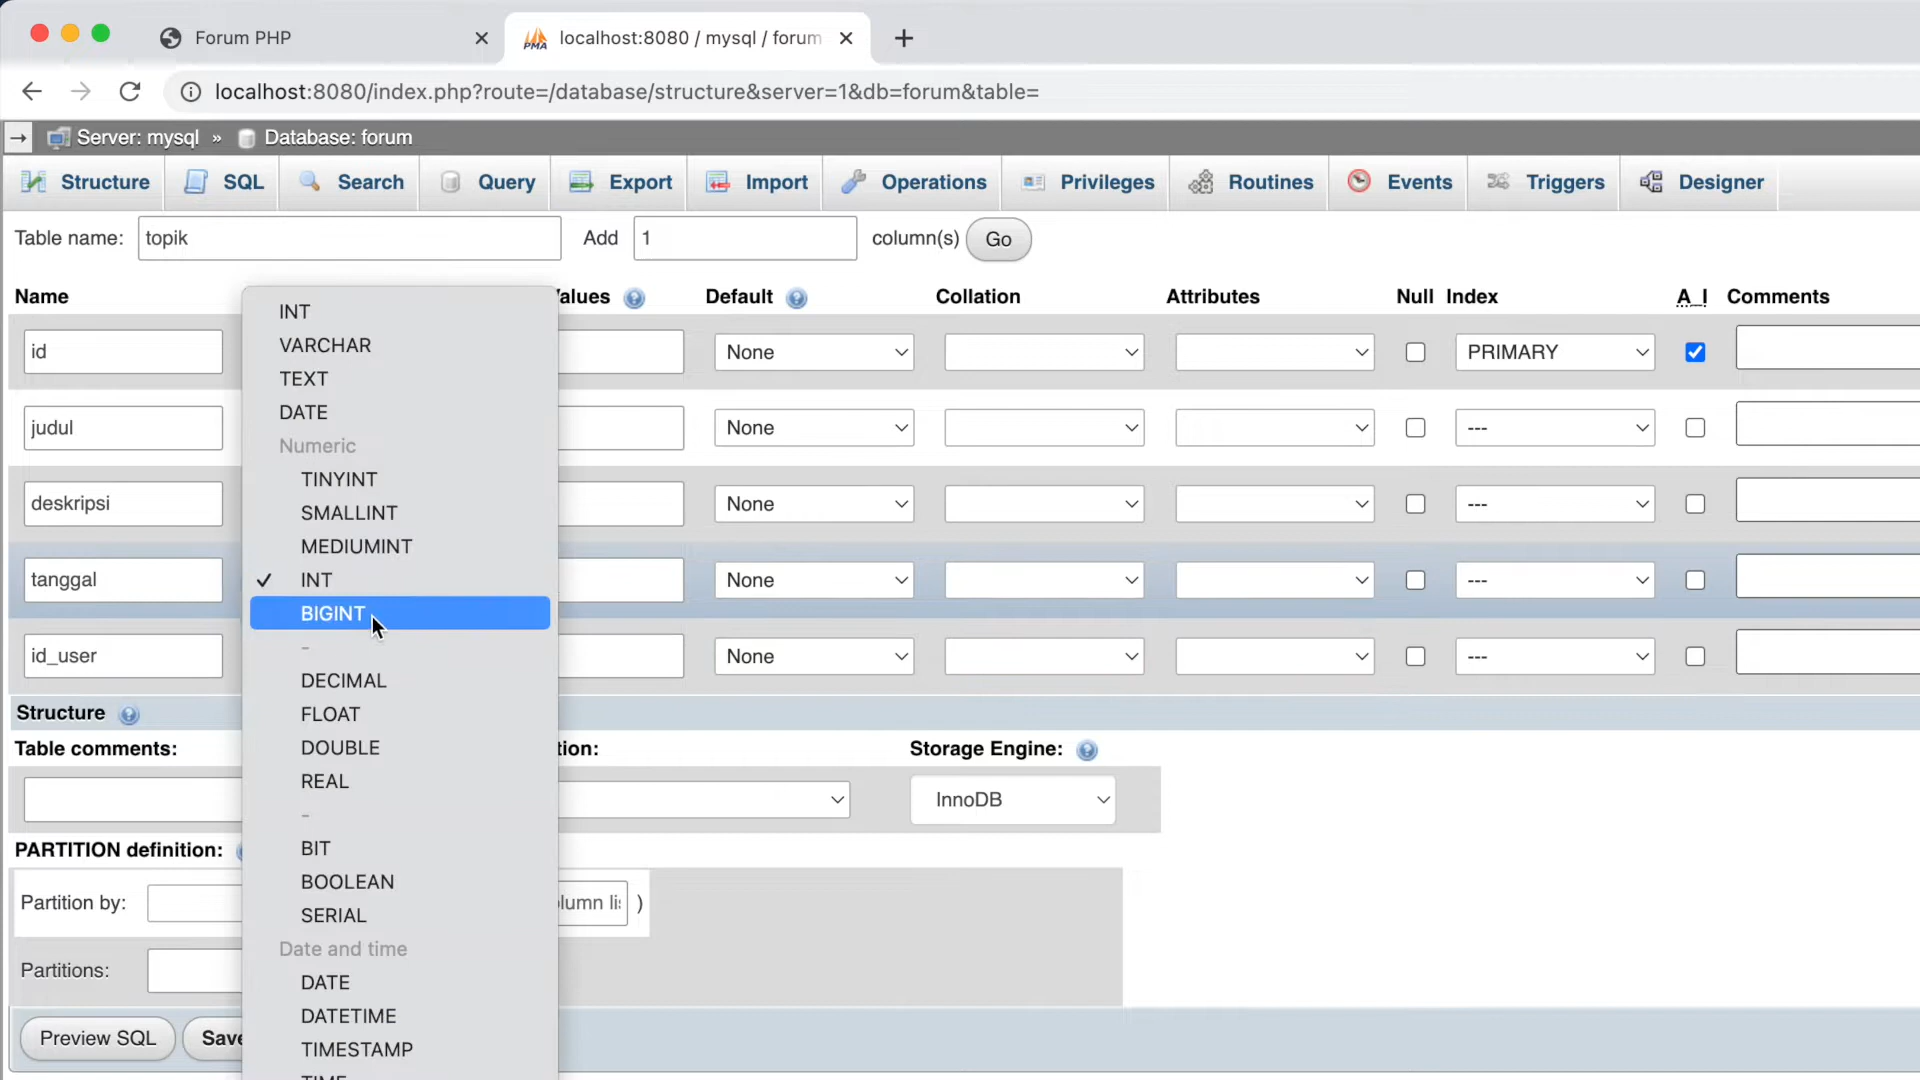 Forum PHP
PMA localhost:8080 / mysql / forum
localhost:8080/index.php?route=/database/structure&server=1&db=forum&table=
Server: mysql » Database: forum
Structure SQL Search Query Export Import Operations Privileges Routines Events Triggers Designer
Table name: topik Add 1 column(s) Go
Name alues Default Collation Attributes Null Index A_I Comments
INT
VARCHAR
id None PRIMARY
TEXT
DATE
judul None ---
Numeric
TINYINT
deskripsi None ---
SMALLINT
MEDIUMINT
tanggal INT None ---
BIGINT
-
id_user None ---
DECIMAL
Structure FLOAT
Table comments: DOUBLE tion: Storage Engine:
REAL
InnoDB
-
PARTITION definition: BIT
BOOLEAN
Partition by: SERIAL lumn li )
Date and time
Partitions: DATE
DATETIME
Preview SQL Save
TIMESTAMP
TIME